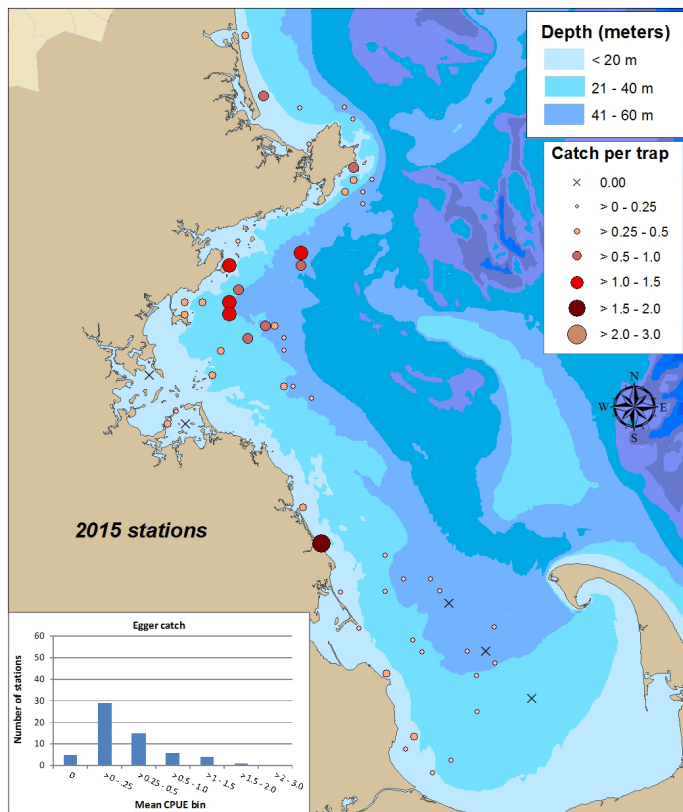 Depth (meters)
< 20 m
21 - 40 m
41 - 60 m
Catch per trap
0.00
> 0 - 0.25
> 0.25 - 0.5
> 0.5 - 1.0
> 1.0 - 1.5
> 1.5 - 2.0
> 2.0 - 3.0
N
W E
S
2015 stations
Egger catch
Number of stations
60
50
40
30
20
10
0
0
> 0 - .25
> 0.25 - 0.5
> 0.5 - 1.0
> 1 - 1.5
> 1.5 - 2.0
> 2 - 3.0
Mean CPUE bin